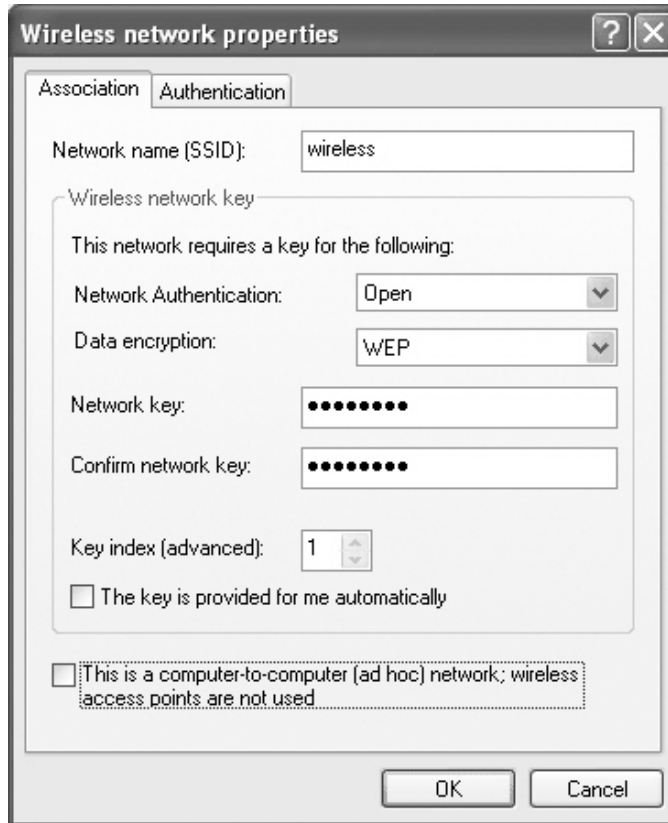 Wireless network properties
Association
Authentication
Network name (SSID):
wireless
Wireless network key
This network requires a key for the following:
Network Authentication:
Open
Data encryption:
WEP
Network key:
••••••••
Confirm network key:
••••••••
Key index (advanced):
1
The key is provided for me automatically
This is a computer-to-computer (ad hoc) network; wireless
access points are not used
OK
Cancel